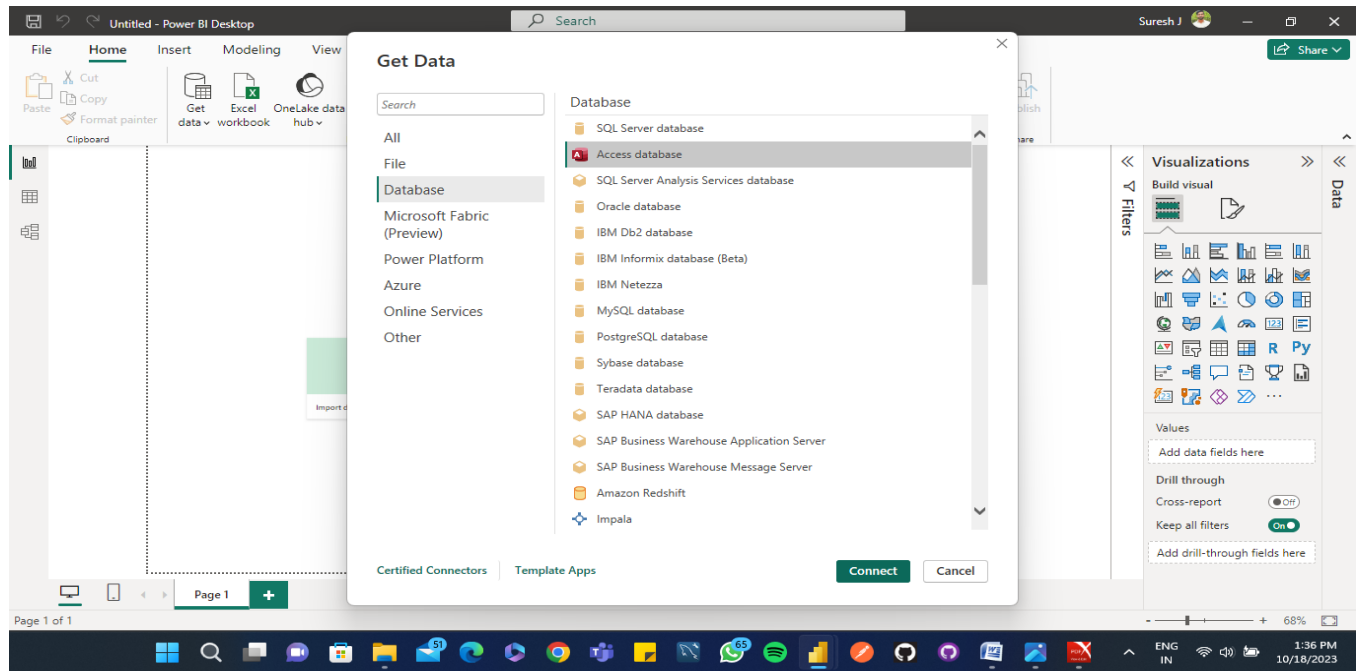 Untitled - Power BI Desktop
Search
Suresh J
File Home Insert Modeling View
Share
Paste
Cut
Copy
Format painter
Clipboard
Get data
Excel workbook
OneLake data hub
Get Data
Search
All
File
Database
Microsoft Fabric
(Preview)
Power Platform
Azure
Online Services
Other
Database
SQL Server database
Access database
SQL Server Analysis Services database
Oracle database
IBM Db2 database
IBM Informix database (Beta)
IBM Netezza
MySQL database
PostgreSQL database
Sybase database
Teradata database
SAP HANA database
SAP Business Warehouse Application Server
SAP Business Warehouse Message Server
Amazon Redshift
Impala
Certified Connectors
Template Apps
Connect
Cancel
Filters
Visualizations
Build visual
Data
123
R
Py
123
Values
Add data fields here
Drill through
Cross-report
Off
Keep all filters
On
Add drill-through fields here
Page 1
Page 1 of 1
68%
51
65
ENG
IN
1:36 PM
10/18/2023